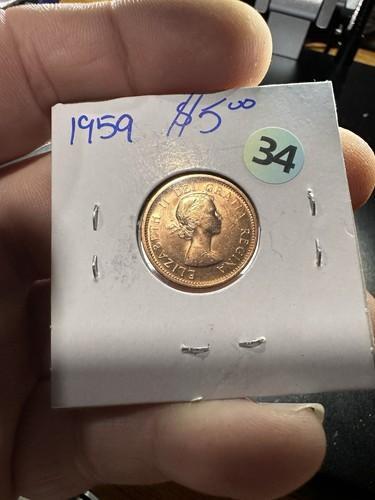 1959 $5.00
34
ELIZABETH II DEI GRATIA REGINA